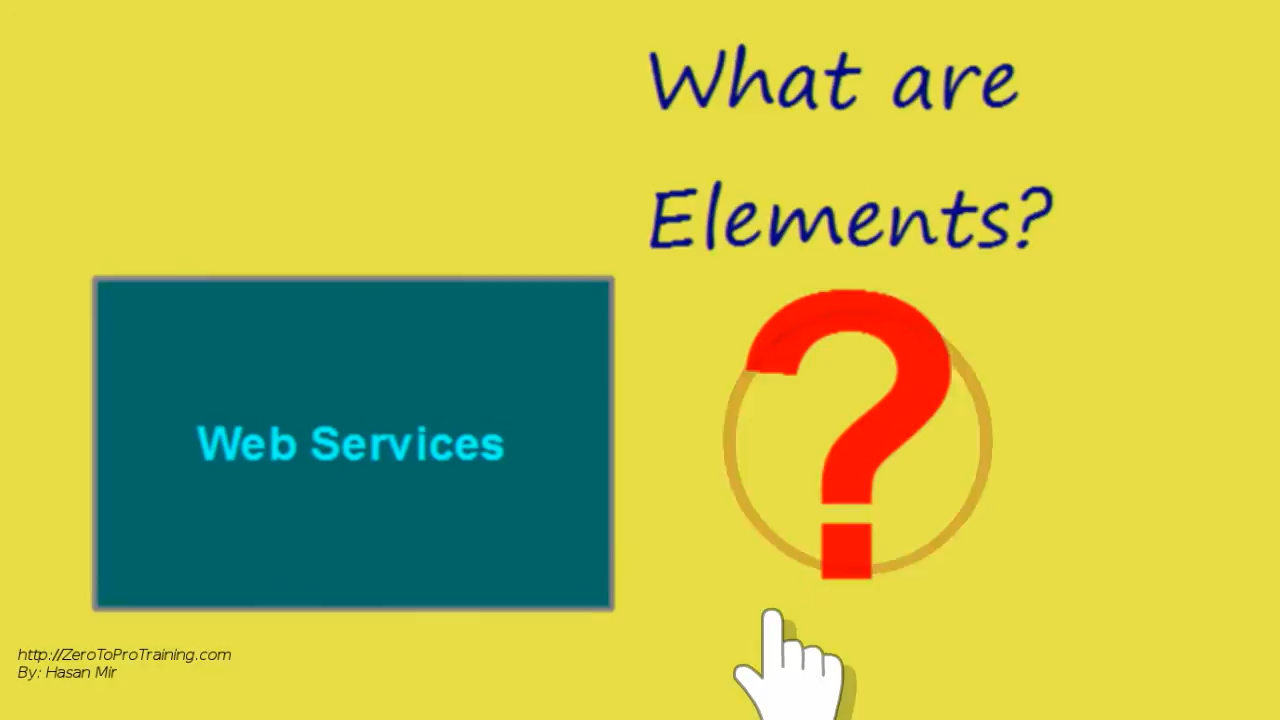 What are
Elements?
Web Services
?
http://ZeroToProTraining.com
By: Hasan Mir